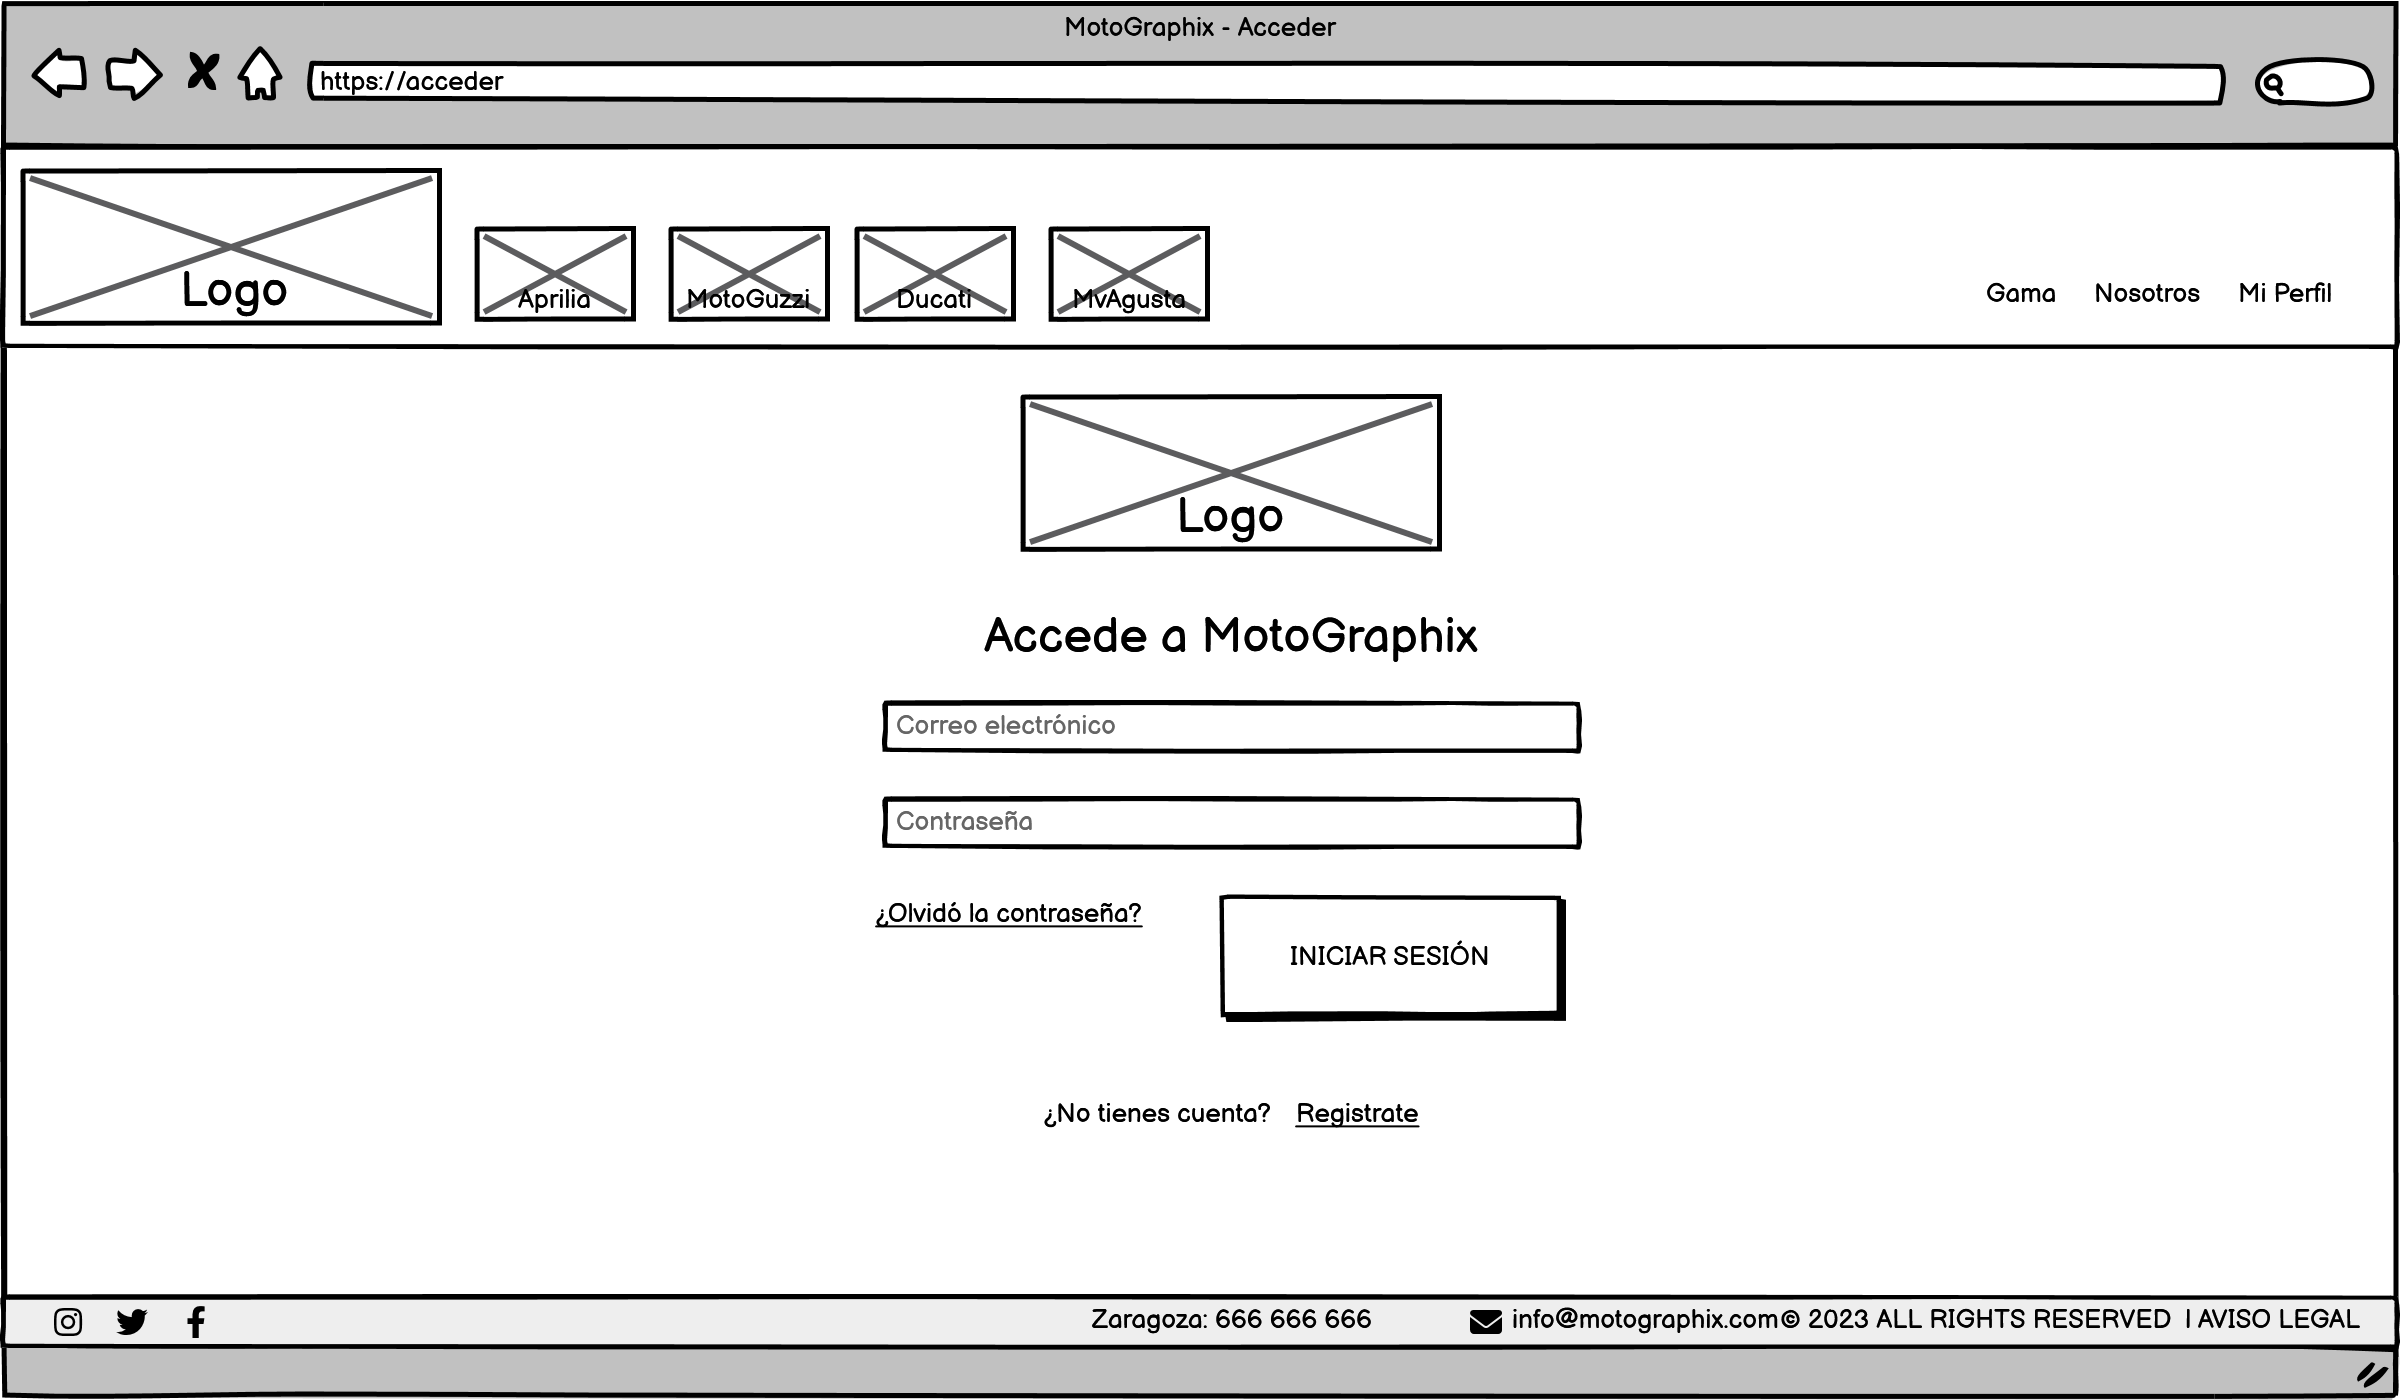 MotoGraphix - Acceder
https://acceder
Logo
Aprilia
MotoGuzzi
Ducati
MvAgusta
Gama
Nosotros
Mi Perfil
Logo
Accede a MotoGraphix
Correo electrónico
Contraseña
¿Olvidó la contraseña?
INICIAR SESIÓN
¿No tienes cuenta? Registrate
Zaragoza: 666 666 666
info@motographix.com© 2023 ALL RIGHTS RESERVED | AVISO LEGAL